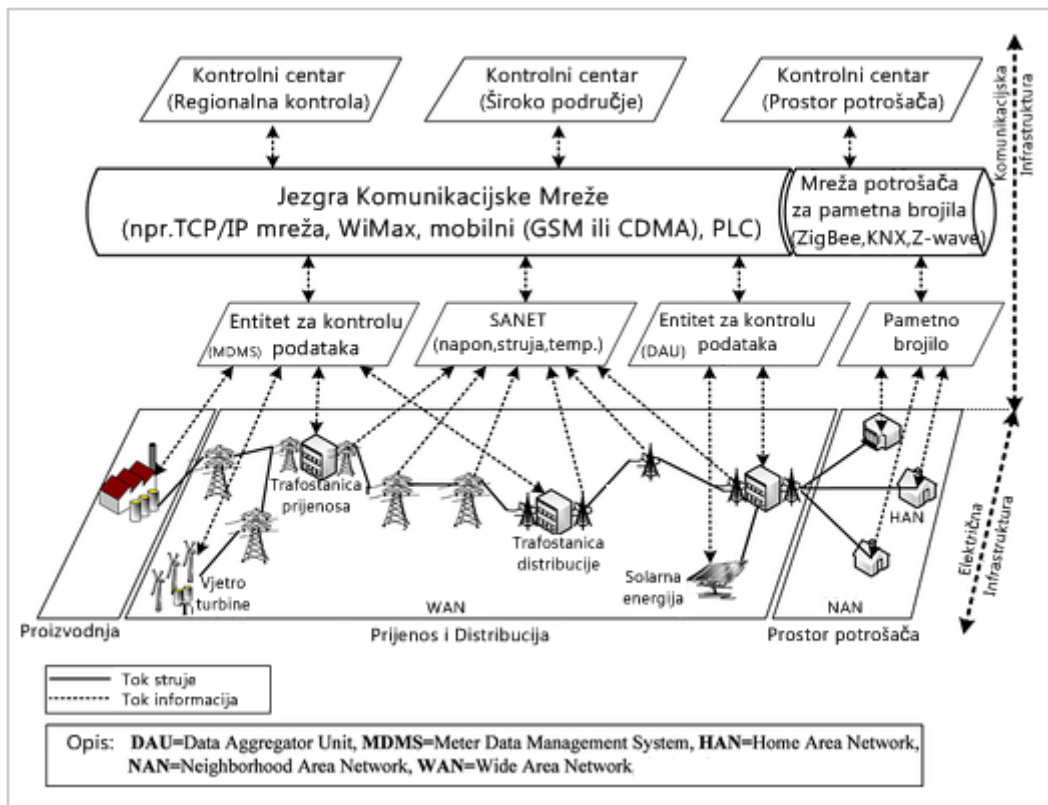 Kontrolni centar
(Regionalna kontrola)
Kontrolni centar
(Široko područje)
Kontrolni centar
(Prostor potrošača)
Komunikacijska
Infrastruktura
Jezgra Komunikacijske Mreže
(npr.TCP/IP mreža, WiMax, mobilni (GSM ili CDMA), PLC)
Mreža potrošača
za pametna brojila
(ZigBee,KNX,Z-wave)
Entitet za kontrolu
(MDMS) podataka
SANET
(napon,struja,temp.)
Entitet za kontrolu
(DAU) podataka
Pametno
brojilo
Trafostanica
prijenosa
Trafostanica
distribucije
Vjetro
turbine
Solarna
energija
HAN
WAN
NAN
Električna
Infrastruktura
Proizvodnja
Prijenos i Distribucija
Prostor potrošača
Tok struje
Tok informacija
Opis: DAU=Data Aggregator Unit, MDMS=Meter Data Management System, HAN=Home Area Network,
NAN=Neighborhood Area Network, WAN=Wide Area Network